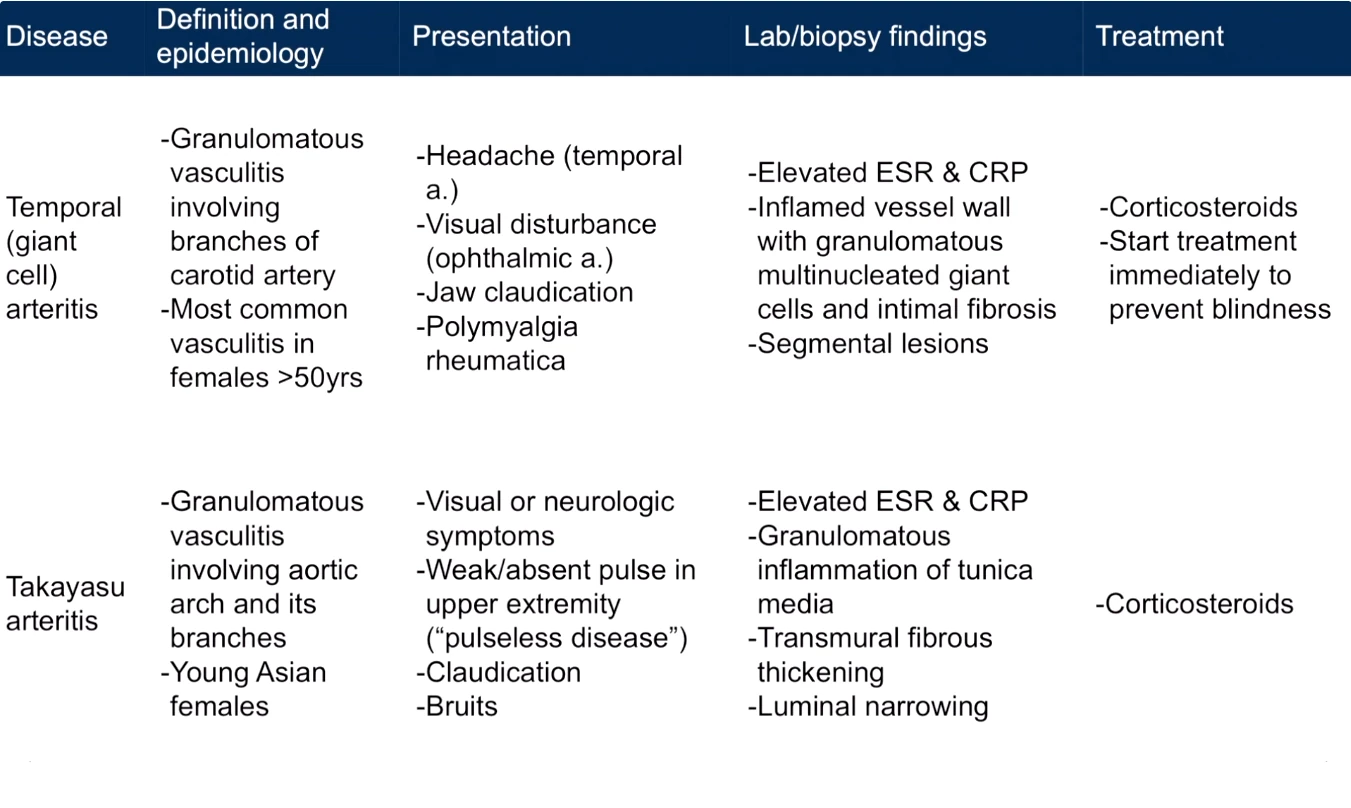 Disease
Definition and
epidemiology
Presentation
Lab/biopsy findings
Treatment
Temporal
(giant
cell)
arteritis
-Granulomatous
vasculitis
involving
branches of
carotid artery
-Most common
vasculitis in
females >50yrs
-Headache (temporal
a.)
-Visual disturbance
(ophthalmic a.)
-Jaw claudication
-Polymyalgia
rheumatica
-Elevated ESR & CRP
-Inflamed vessel wall
with granulomatous
multinucleated giant
cells and intimal fibrosis
-Segmental lesions
-Corticosteroids
-Start treatment
immediately to
prevent blindness
Takayasu
arteritis
-Granulomatous
vasculitis
involving aortic
arch and its
branches
-Young Asian
females
-Visual or neurologic
symptoms
-Weak/absent pulse in
upper extremity
(“pulseless disease”)
-Claudication
-Bruits
-Elevated ESR & CRP
-Granulomatous
inflammation of tunica
media
-Transmural fibrous
thickening
-Luminal narrowing
-Corticosteroids